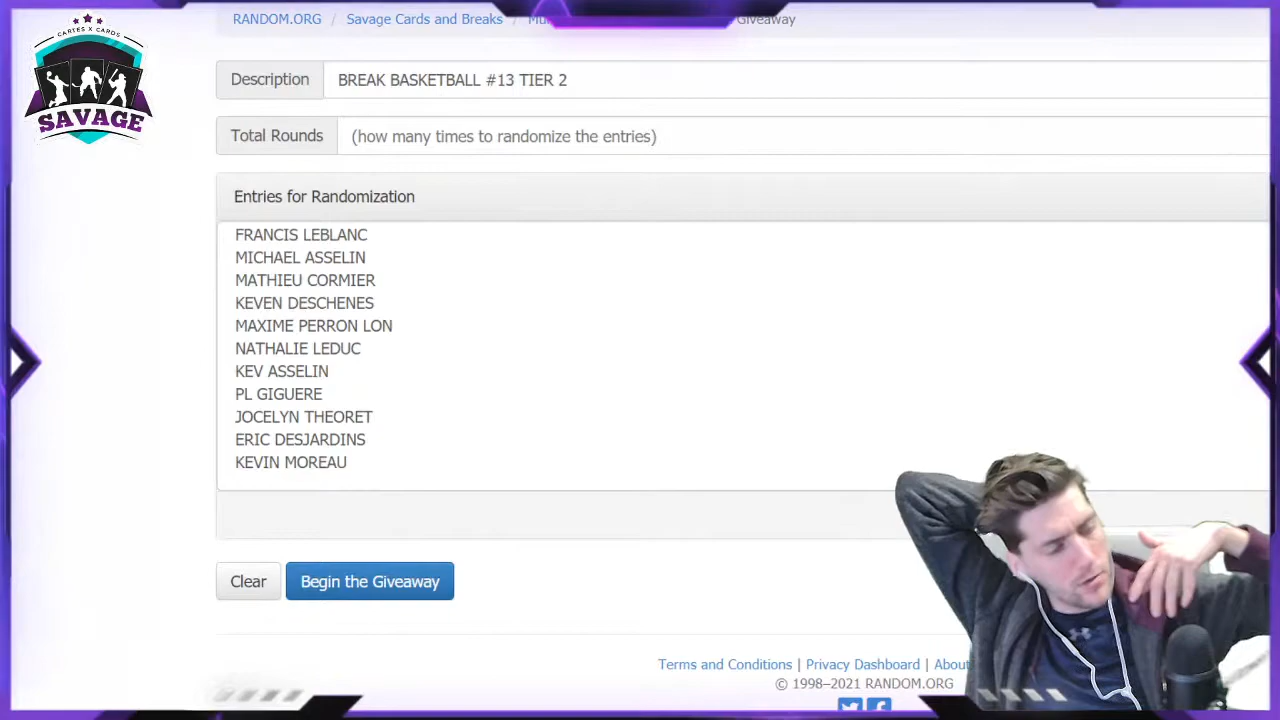 RANDOM.ORG / Savage Cards and Breaks / Giveaway
CARTES X CARDS
SAVAGE
Description BREAK BASKETBALL #13 TIER 2
Total Rounds (how many times to randomize the entries)
Entries for Randomization
FRANCIS LEBLANC
MICHAEL ASSELIN
MATHIEU CORMIER
KEVEN DESCHENES
MAXIME PERRON LON
NATHALIE LEDUC
KEV ASSELIN
PL GIGUERE
JOCELYN THEORET
ERIC DESJARDINS
KEVIN MOREAU
Clear Begin the Giveaway
Terms and Conditions | Privacy Dashboard | About
© 1998–2021 RANDOM.ORG